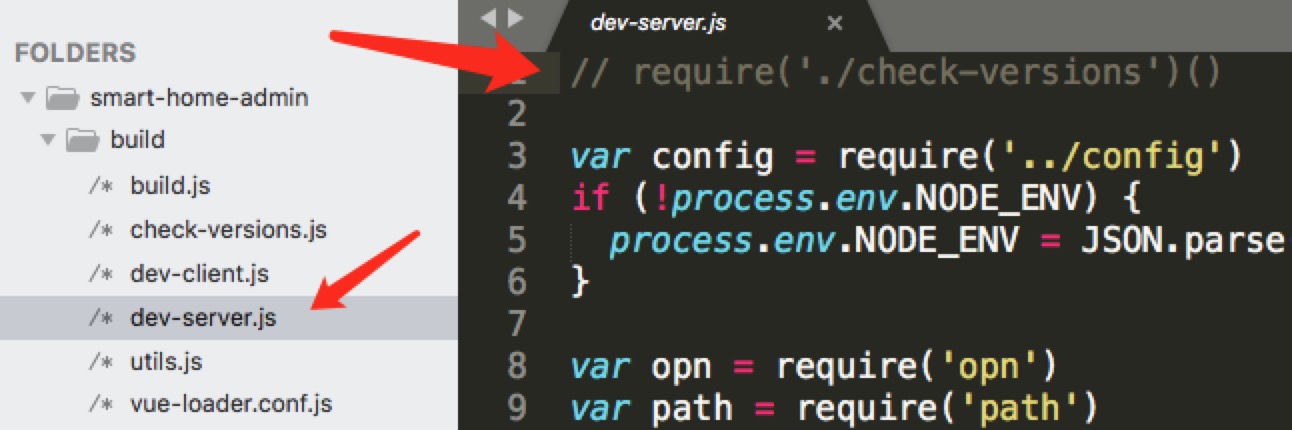 FOLDERS
smart-home-admin
build
/* build.js
/* check-versions.js
/* dev-client.js
/* dev-server.js
/* utils.js
/* vue-loader.conf.js
dev-server.js ×
1 // require('./check-versions')()
2
3 var config = require('../config')
4 if (!process.env.NODE_ENV) {
5 process.env.NODE_ENV = JSON.parse
6 }
7
8 var opn = require('opn')
9 var path = require('path')